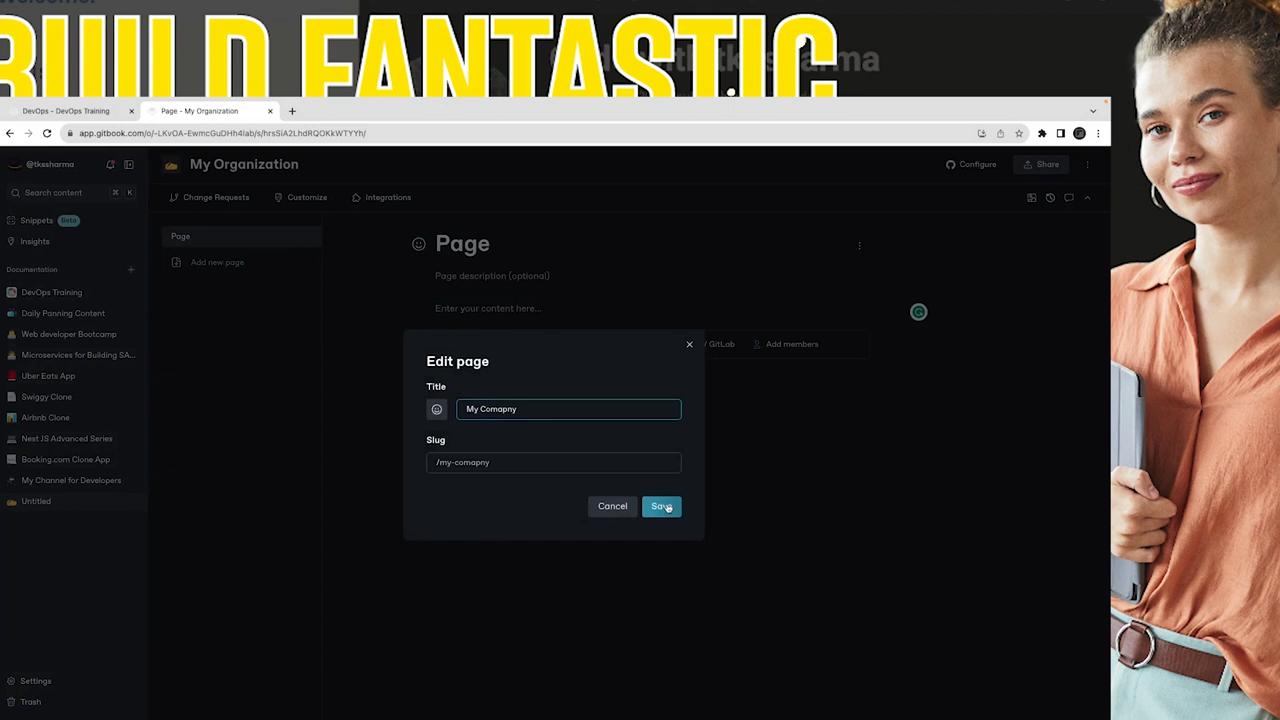 BUILD FANTASTIC
DevOps - DevOps Training
Page - My Organization
app.gitbook.com/o/-LKvOA-EwmcGuDHh4lab/s/hrsSiA2LhdRQOKkWTYYh/
@tkssharma
My Organization
Configure
Share
Search content
⌘ K
Change Requests
Customize
Integrations
Snippets Beta
Insights
Documentation
DevOps Training
Daily Panning Content
Web developer Bootcamp
Microservices for Building SA...
Uber Eats App
Swiggy Clone
Airbnb Clone
Nest JS Advanced Series
Booking.com Clone App
My Channel for Developers
Untitled
Settings
Trash
Page
Add new page
Page
Page description (optional)
Enter your content here...
/ GitLab
Add members
Edit page
Title
My Comapny
Slug
/my-comapny
Cancel
Save